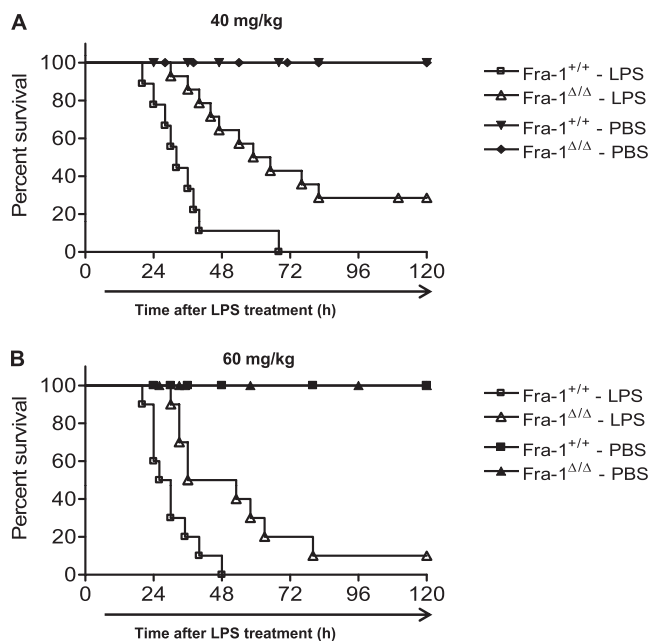 A
40 mg/kg
Percent survival
100
80
60
40
20
0
0 24 48 72 96 120
Time after LPS treatment (h)
Fra-1+/+ - LPS
Fra-1Δ/Δ - LPS
Fra-1+/+ - PBS
Fra-1Δ/Δ - PBS
B
60 mg/kg
Percent survival
100
80
60
40
20
0
0 24 48 72 96 120
Time after LPS treatment (h)
Fra-1+/+ - LPS
Fra-1Δ/Δ - LPS
Fra-1+/+ - PBS
Fra-1Δ/Δ - PBS